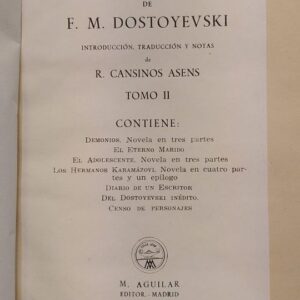 DE
F. M. DOSTOYEVSKI
INTRODUCCIÓN, TRADUCCIÓN Y NOTAS
de
R. CANSINOS ASENS
TOMO II
CONTIENE:
DEMONIOS. Novela en tres partes
EL ETERNO MARIDO.
EL ADOLESCENTE. Novela en tres partes
LOS HERMANOS KARAMÁZOVI. Novela en cuatro par-
tes y un epílogo
DIARIO DE UN ESCRITOR
DEL DOSTOYEVSKI INÉDITO.
CENSO DE PERSONAJES
M. AGUILAR
EDITOR.-MADRID